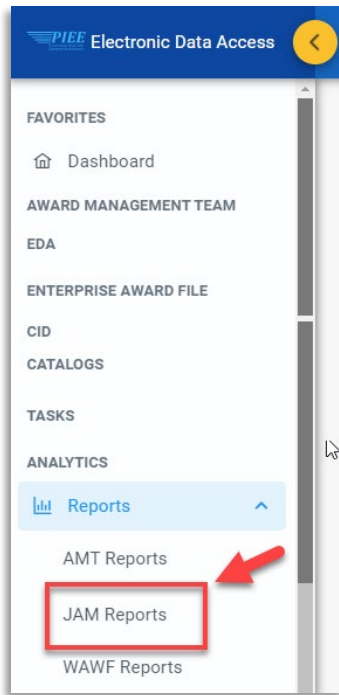 PIEE Electronic Data Access
FAVORITES
Dashboard
AWARD MANAGEMENT TEAM
EDA
ENTERPRISE AWARD FILE
CID
CATALOGS
TASKS
ANALYTICS
Reports
AMT Reports
JAM Reports
WAWF Reports